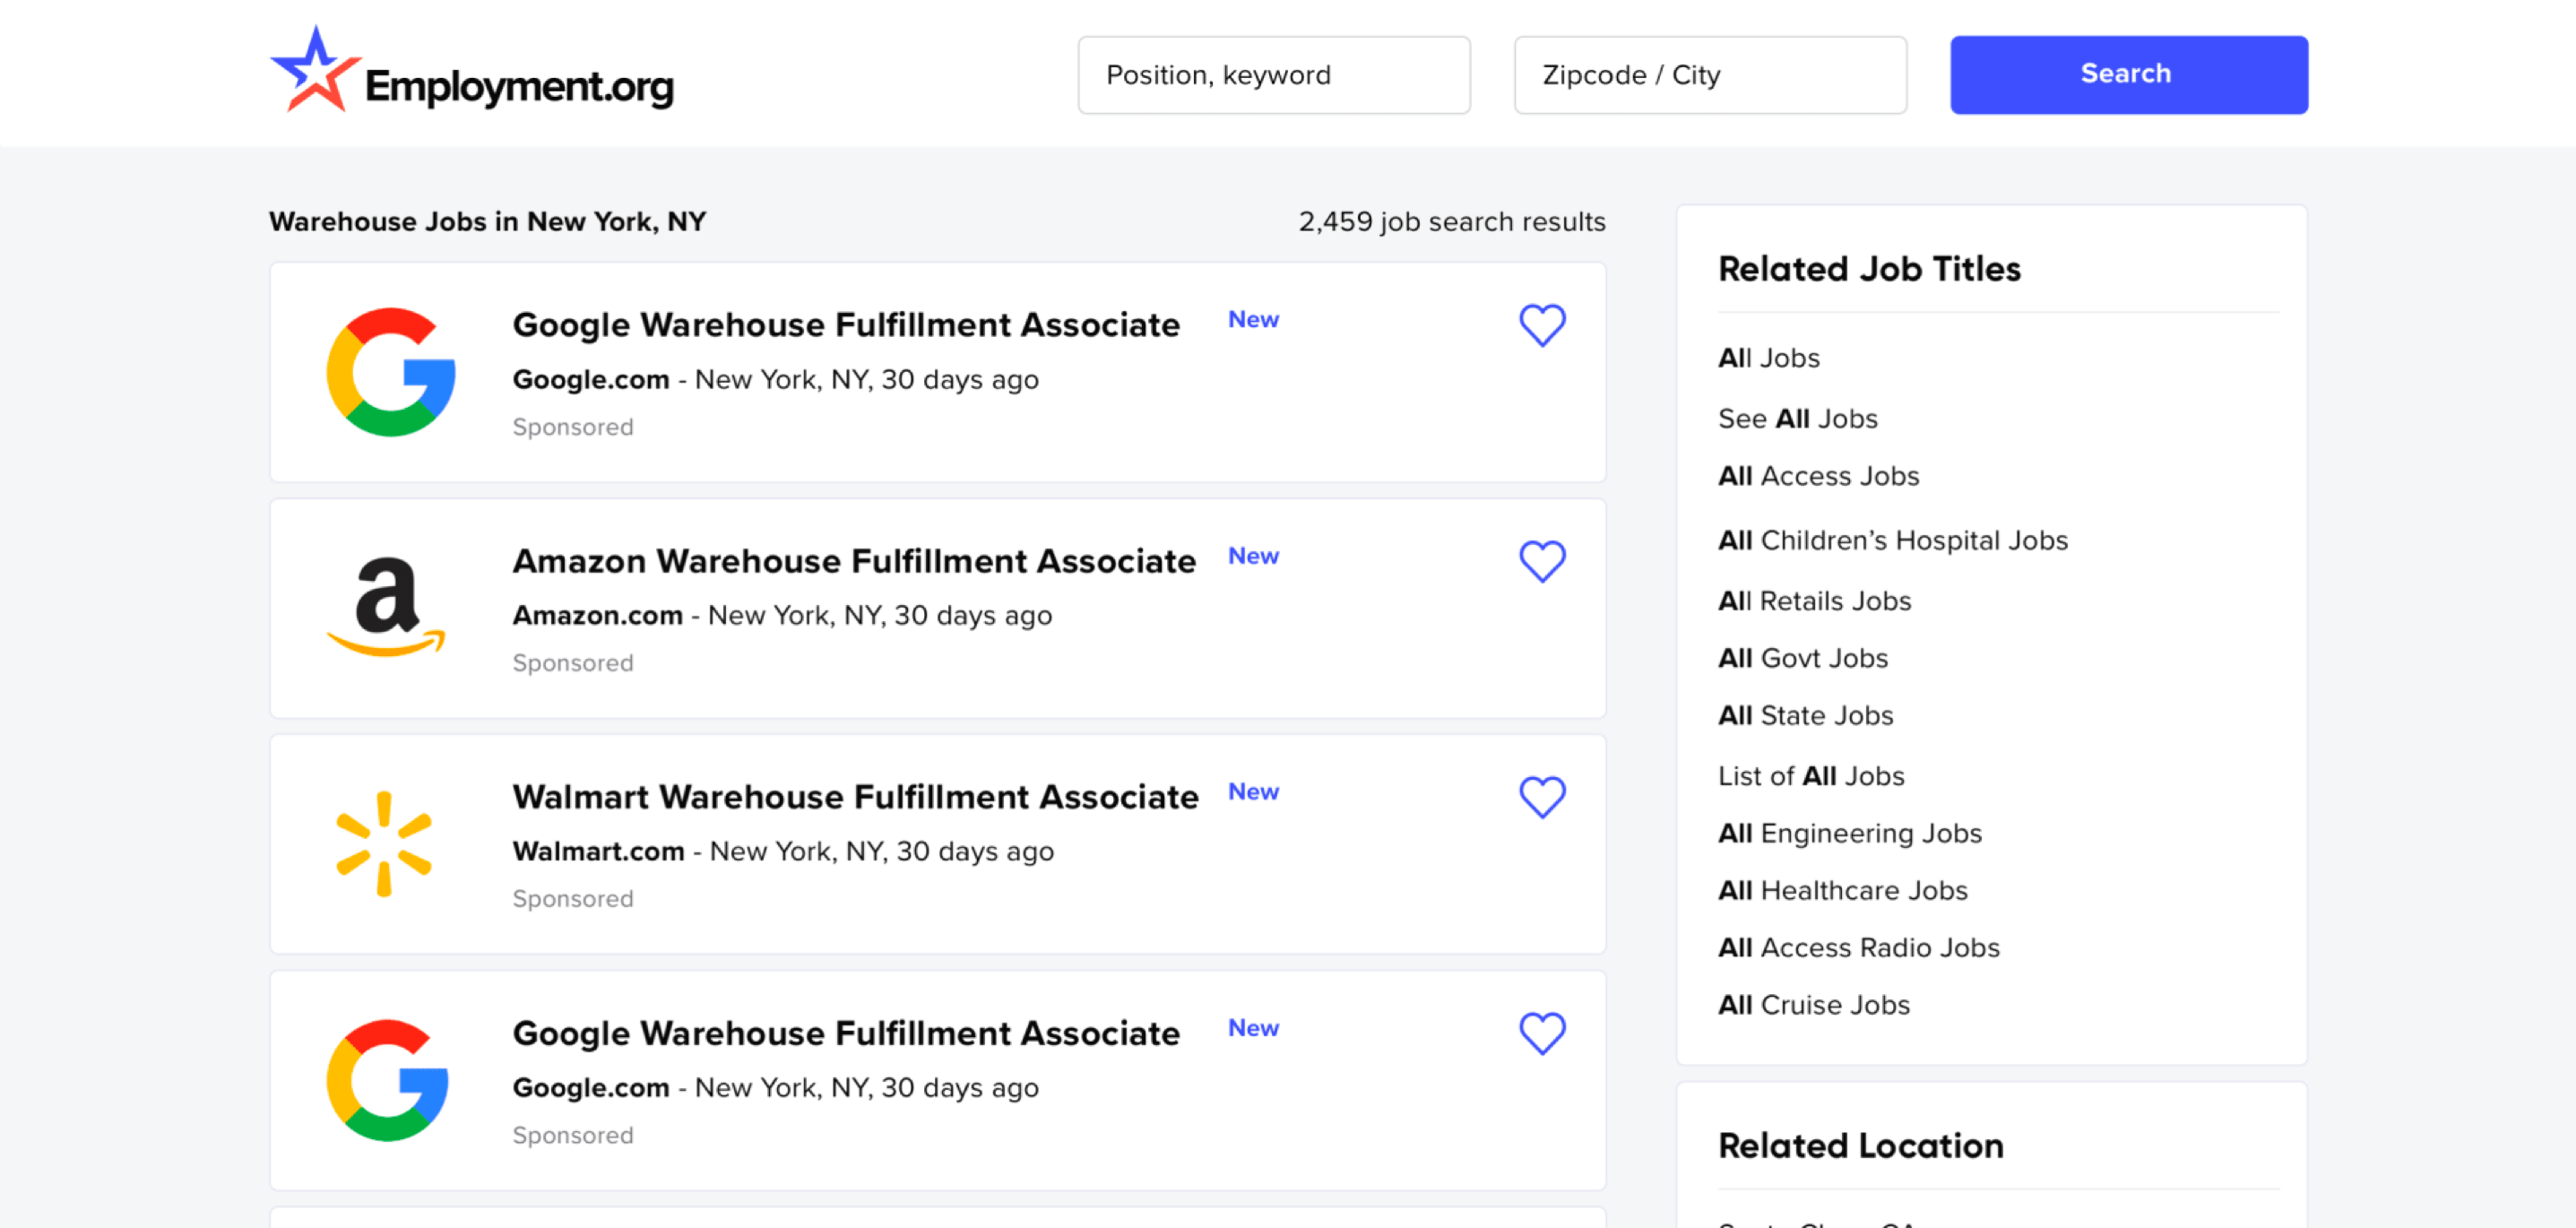 Employment.org
Position, keyword
Zipcode / City
Search
Warehouse Jobs in New York, NY
2,459 job search results
Google Warehouse Fulfillment Associate New
Google.com - New York, NY, 30 days ago
Sponsored
Amazon Warehouse Fulfillment Associate New
Amazon.com - New York, NY, 30 days ago
Sponsored
Walmart Warehouse Fulfillment Associate New
Walmart.com - New York, NY, 30 days ago
Sponsored
Google Warehouse Fulfillment Associate New
Google.com - New York, NY, 30 days ago
Sponsored
Related Job Titles
All Jobs
See All Jobs
All Access Jobs
All Children’s Hospital Jobs
All Retails Jobs
All Govt Jobs
All State Jobs
List of All Jobs
All Engineering Jobs
All Healthcare Jobs
All Access Radio Jobs
All Cruise Jobs
Related Location